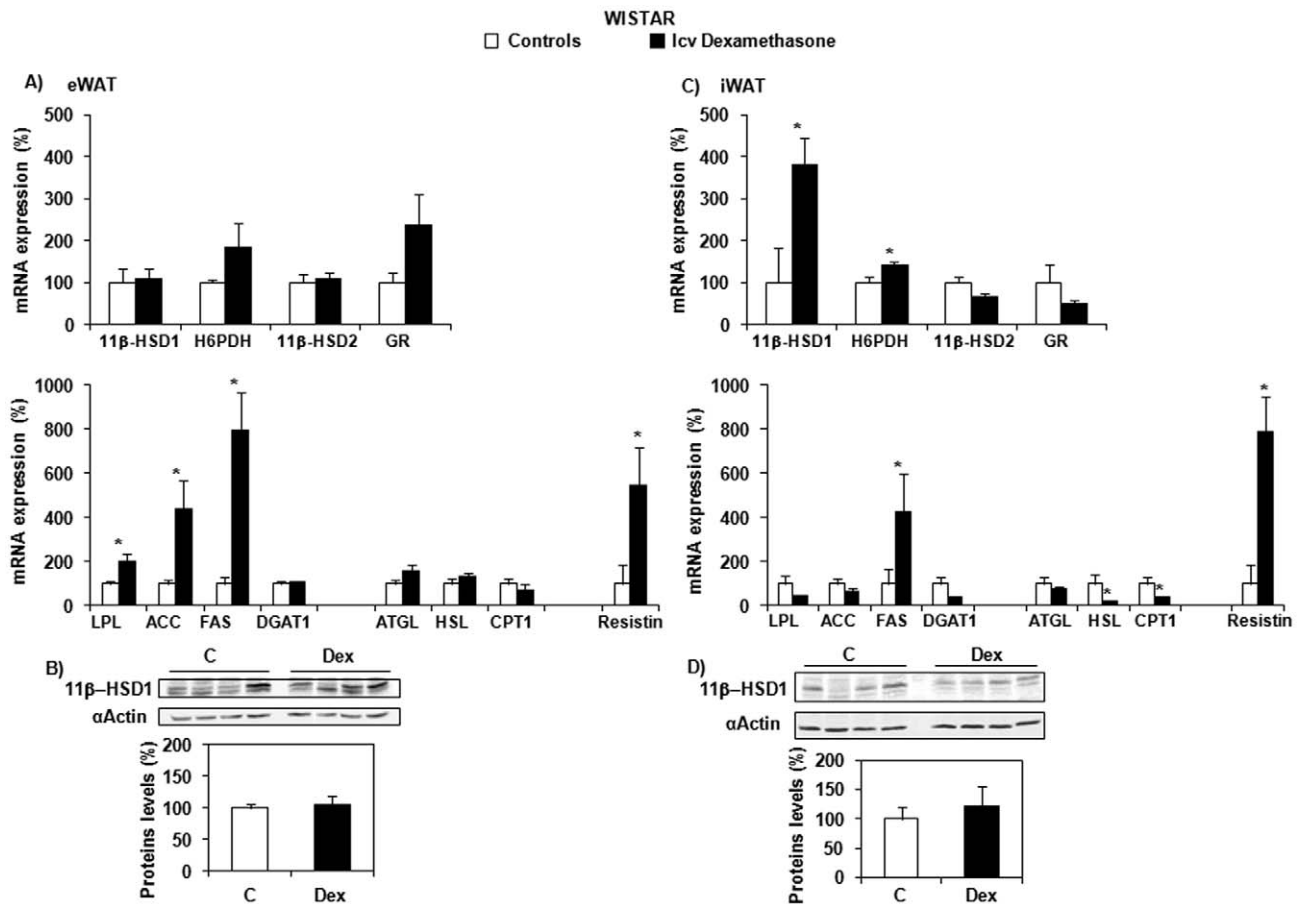 WISTAR
Controls Icv Dexamethasone
A) eWAT
mRNA expression (%)
500
400
300
200
100
0
11β-HSD1 H6PDH 11β-HSD2 GR
mRNA expression (%)
1000
800
600
400
200
0
* * * *
LPL ACC FAS DGAT1 ATGL HSL CPT1 Resistin
B)
C Dex
11β–HSD1
αActin
Proteins levels (%)
200
150
100
50
0
C Dex
C) iWAT
mRNA expression (%)
500
400
300
200
100
0
* *
11β-HSD1 H6PDH 11β-HSD2 GR
mRNA expression (%)
1000
800
600
400
200
0
* * * *
LPL ACC FAS DGAT1 ATGL HSL CPT1 Resistin
D)
C Dex
11β–HSD1
αActin
Proteins levels (%)
200
150
100
50
0
C Dex